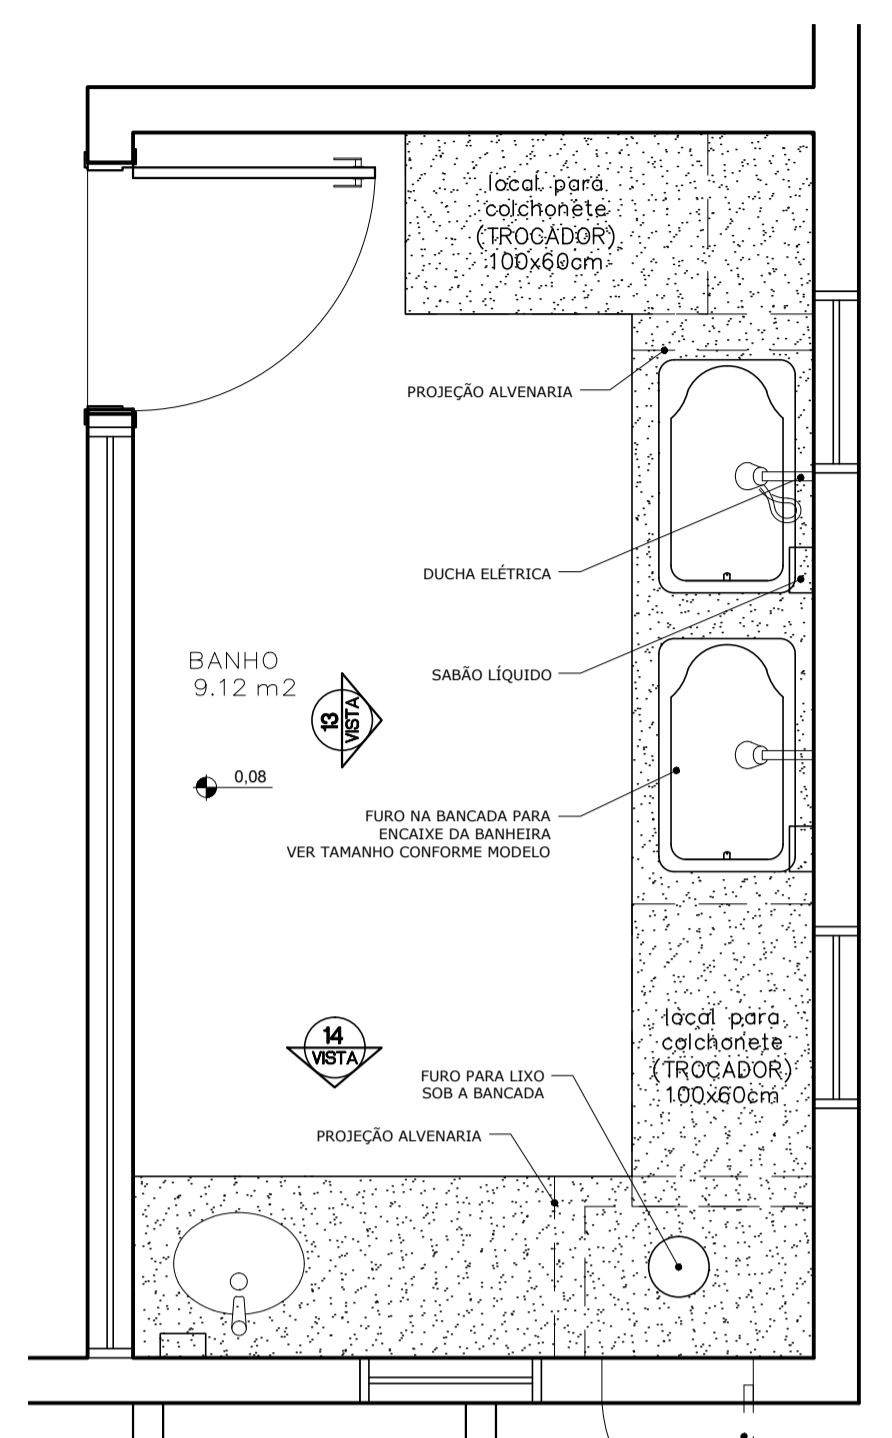 local para
colchonete
(TROCADOR)
100x60cm
PROJEÇÃO ALVENARIA
DUCHA ELÉTRICA
SABÃO LÍQUIDO
BANHO
9.12 m2
13
VISTA
0,08
FURO NA BANCADA PARA
ENCAIXE DA BANHEIRA
VER TAMANHO CONFORME MODELO
14
VISTA
local para
colchonete
(TROCADOR)
100x60cm
FURO PARA LIXO
SOB A BANCADA
PROJEÇÃO ALVENARIA